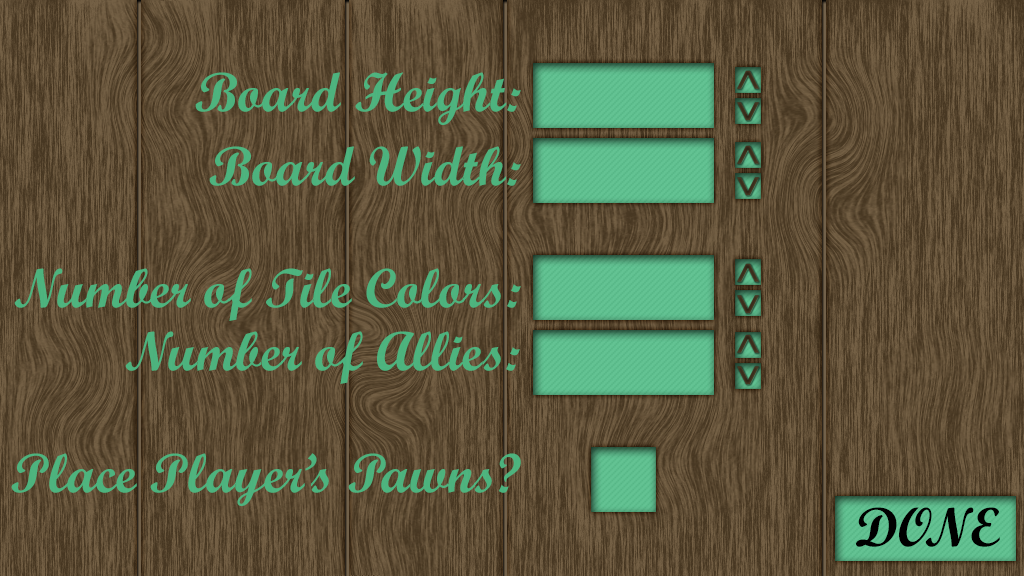 Board Height:
Board Width:
Number of Tile Colors:
Number of Allies:
Place Player's Pawns?
DONE